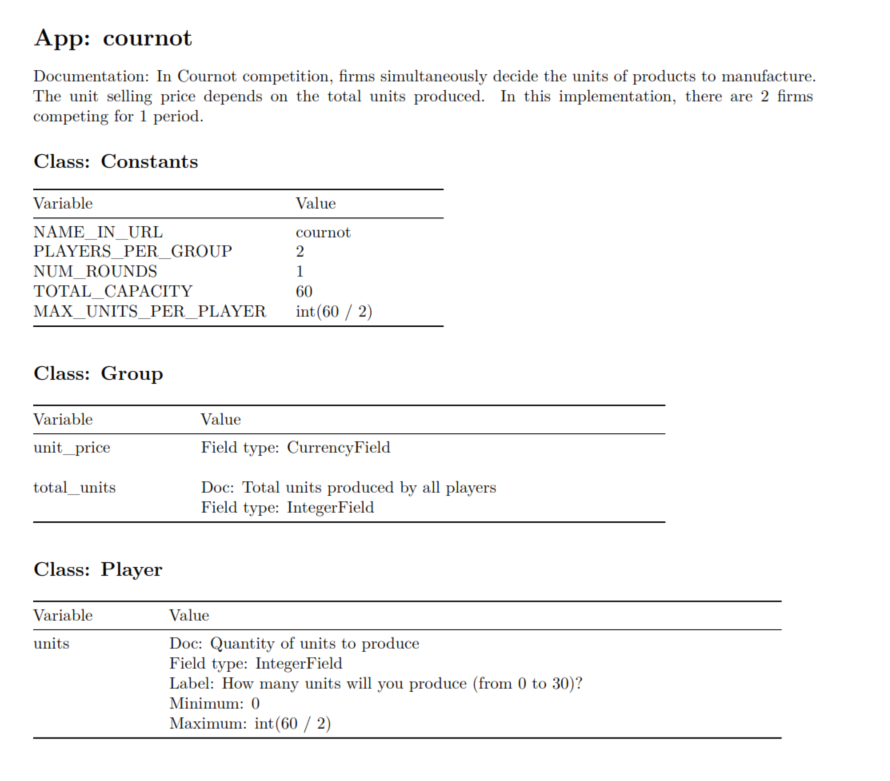 App: cournot
Documentation: In Cournot competition, firms simultaneously decide the units of products to manufacture.
The unit selling price depends on the total units produced. In this implementation, there are 2 firms
competing for 1 period.
Class: Constants
Variable Value
NAME_IN_URL cournot
PLAYERS_PER_GROUP 2
NUM_ROUNDS 1
TOTAL_CAPACITY 60
MAX_UNITS_PER_PLAYER int(60 / 2)
Class: Group
Variable Value
unit_price Field type: CurrencyField
total_units Doc: Total units produced by all players
Field type: IntegerField
Class: Player
Variable Value
units Doc: Quantity of units to produce
Field type: IntegerField
Label: How many units will you produce (from 0 to 30)?
Minimum: 0
Maximum: int(60 / 2)